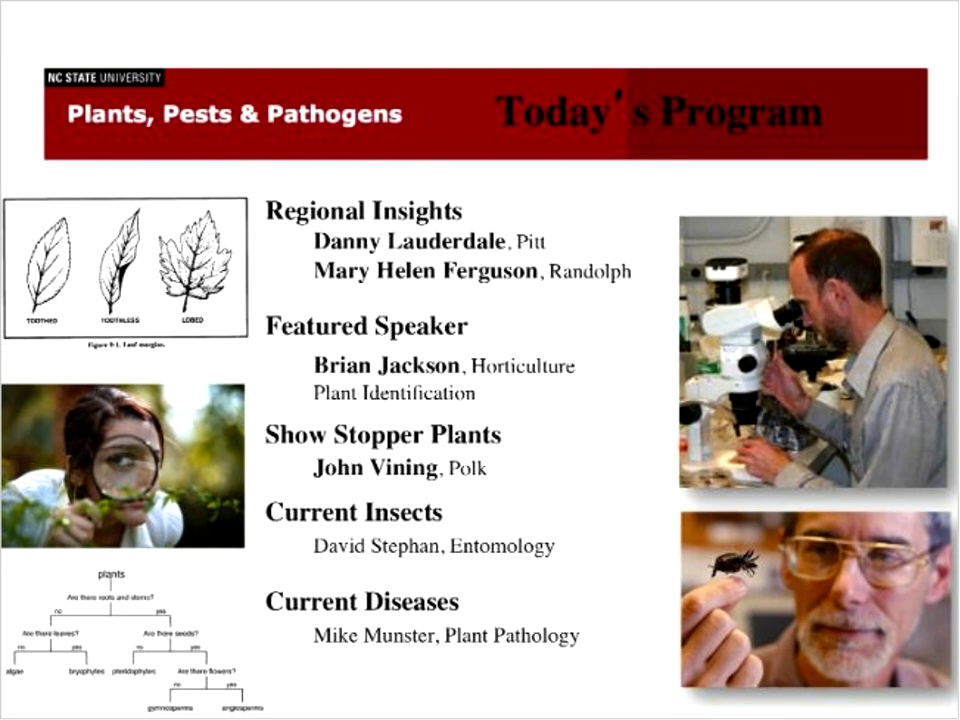 NC STATE UNIVERSITY
Plants, Pests & Pathogens
Today's Program
TOOTHED
TOOTHLESS
LOBED
Figure 9-1. Leaf margins.
Regional Insights
Danny Lauderdale, Pitt
Mary Helen Ferguson, Randolph
Featured Speaker
Brian Jackson, Horticulture
Plant Identification
Show Stopper Plants
John Vining, Polk
Current Insects
David Stephan, Entomology
Current Diseases
Mike Munster, Plant Pathology
plants
Are there roots and stems?
no yes
Are there leaves? Are there seeds?
no yes no yes
algae bryophytes pteridophytes Are there flowers?
no yes
gymnosperms angiosperms